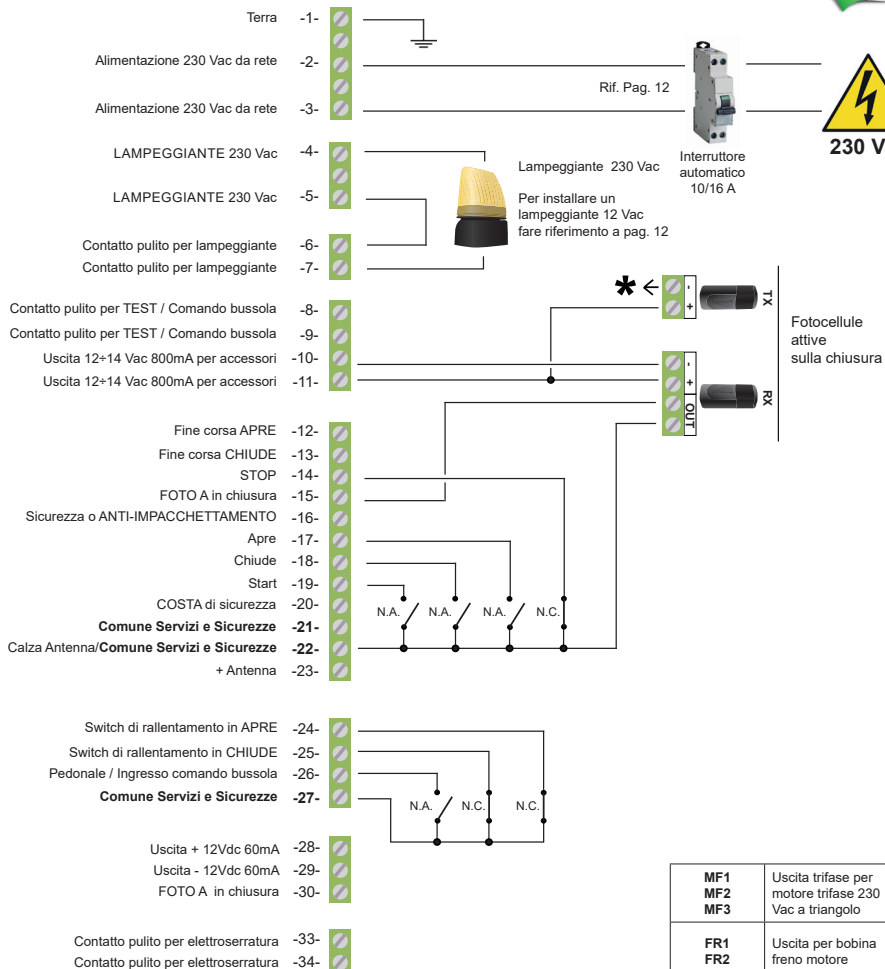 Terra -1-
Alimentazione 230 Vac da rete -2-
Alimentazione 230 Vac da rete -3-
Rif. Pag. 12
Interruttore
automatico
10/16 A
230 V
LAMPEGGIANTE 230 Vac -4-
LAMPEGGIANTE 230 Vac -5-
Contatto pulito per lampeggiante -6-
Contatto pulito per lampeggiante -7-
Lampeggiante 230 Vac
Per installare un
lampeggiante 12 Vac
fare riferimento a pag. 12
Contatto pulito per TEST / Comando bussola -8-
Contatto pulito per TEST / Comando bussola -9-
Uscita 12÷14 Vac 800mA per accessori -10-
Uscita 12÷14 Vac 800mA per accessori -11-
*
-
+
TX
-
+
OUT
RX
Fotocellule
attive
sulla chiusura
Fine corsa APRE -12-
Fine corsa CHIUDE -13-
STOP -14-
FOTO A in chiusura -15-
Sicurezza o ANTI-IMPACCHETTAMENTO -16-
Apre -17-
Chiude -18-
Start -19-
COSTA di sicurezza -20-
Comune Servizi e Sicurezze -21-
Calza Antenna/Comune Servizi e Sicurezze -22-
+ Antenna -23-
N.A. N.A. N.A. N.C.
Switch di rallentamento in APRE -24-
Switch di rallentamento in CHIUDE -25-
Pedonale / Ingresso comando bussola -26-
Comune Servizi e Sicurezze -27-
N.A. N.C. N.C.
Uscita + 12Vdc 60mA -28-
Uscita - 12Vdc 60mA -29-
FOTO A in chiusura -30-
Contatto pulito per elettroserratura -33-
Contatto pulito per elettroserratura -34-
MF1 Uscita trifase per
MF2 motore trifase 230
MF3 Vac a triangolo
FR1 Uscita per bobina
FR2 freno motore